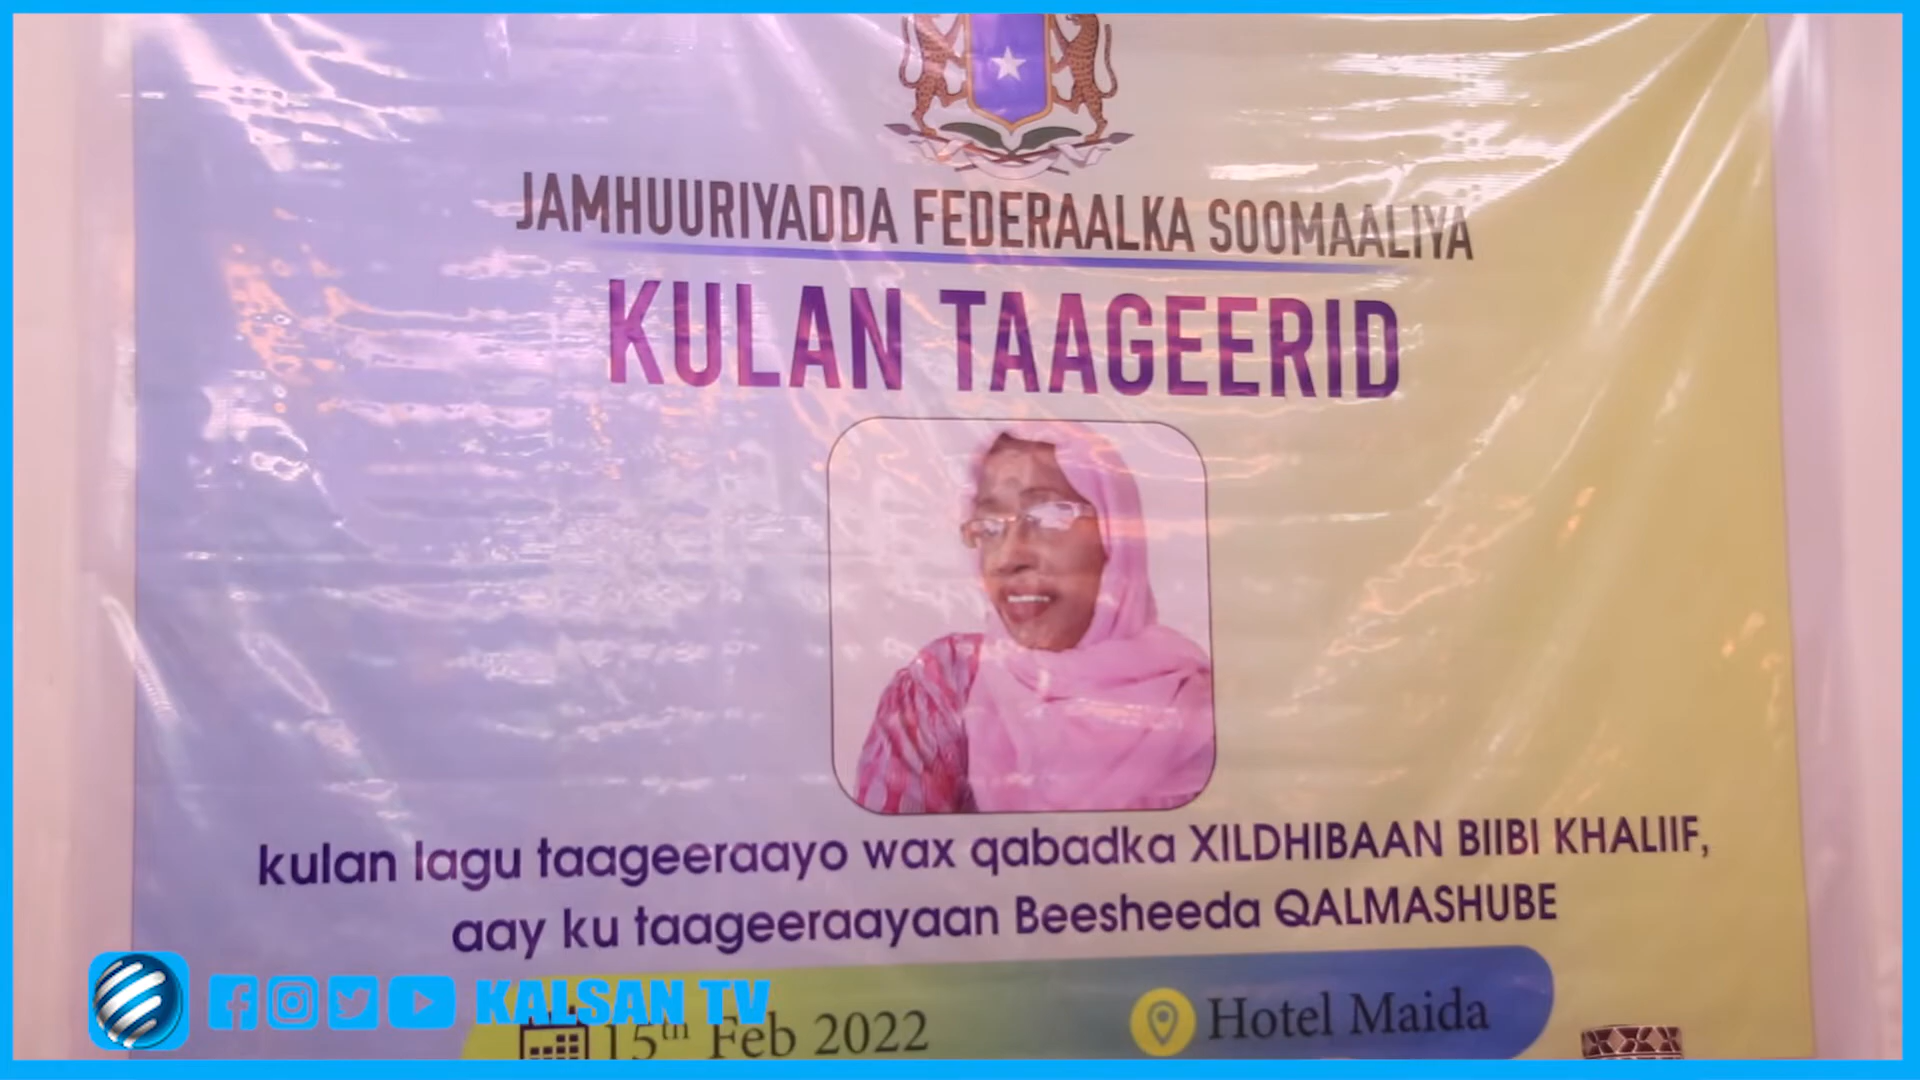 JAMHUURIYADDA FEDERAALKA SOOMAALIYA
KULAN TAAGEERID
kulan lagu taageeraayo wax qabadka XILDHIBAAN BIIBI KHALIIF,
aay ku taageeraayaan Beesheeda QALMASHUBE
15th Feb 2022
Hotel Maida
KALSAN TV